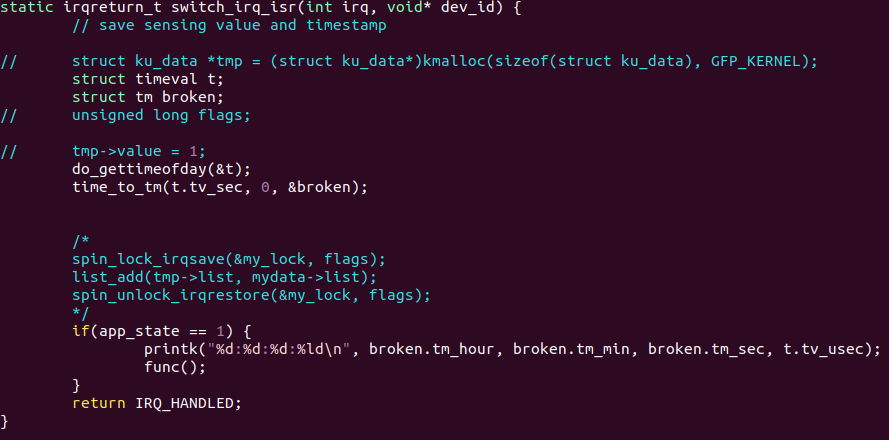 static irqreturn_t switch_irq_isr(int irq, void* dev_id) {
        // save sensing value and timestamp

//      struct ku_data *tmp = (struct ku_data*)kmalloc(sizeof(struct ku_data), GFP_KERNEL);
        struct timeval t;
        struct tm broken;
//      unsigned long flags;

//      tmp->value = 1;
        do_gettimeofday(&t);
        time_to_tm(t.tv_sec, 0, &broken);


        /*
        spin_lock_irqsave(&my_lock, flags);
        list_add(tmp->list, mydata->list);
        spin_unlock_irqrestore(&my_lock, flags);
        */
        if(app_state == 1) {
                printk("%d:%d:%d:%ld\n", broken.tm_hour, broken.tm_min, broken.tm_sec, t.tv_usec);
                func();
        }
        return IRQ_HANDLED;
}